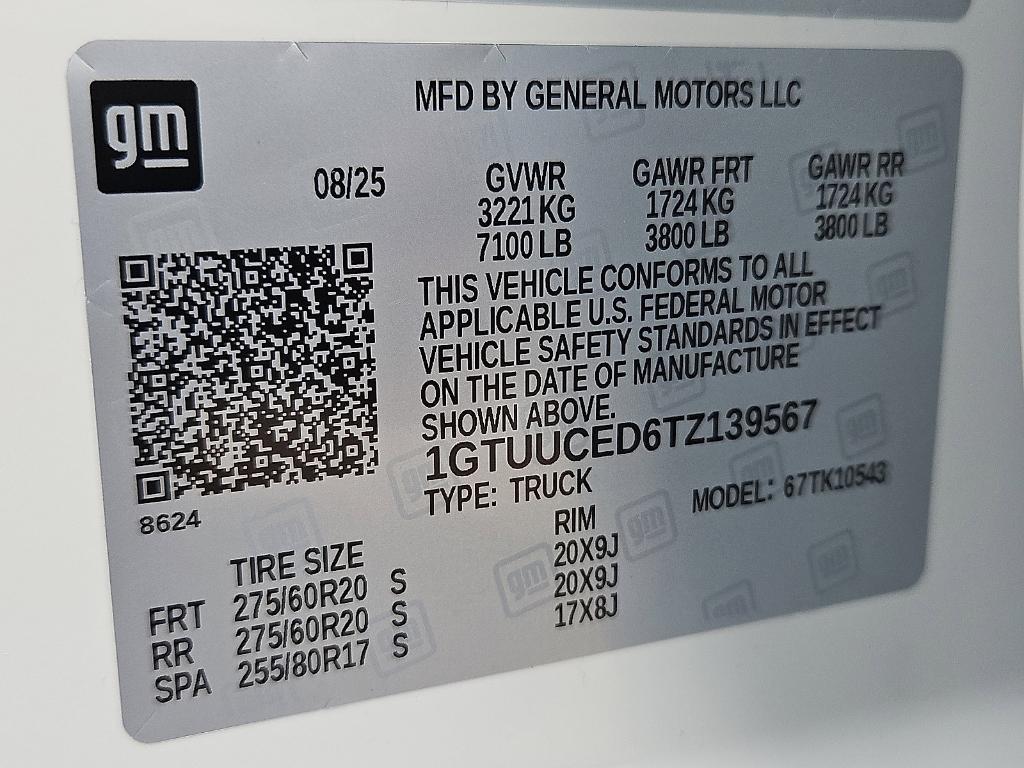 gm
MFD BY GENERAL MOTORS LLC
08/25
GVWR GAWR FRT GAWR RR
3221 KG 1724 KG 1724 KG
7100 LB 3800 LB 3800 LB
THIS VEHICLE CONFORMS TO ALL
APPLICABLE U.S. FEDERAL MOTOR
VEHICLE SAFETY STANDARDS IN EFFECT
ON THE DATE OF MANUFACTURE
SHOWN ABOVE.
1GTUUCED6TZ139567
TYPE: TRUCK MODEL: 67TK10543
8624
TIRE SIZE RIM
FRT 275/60R20 S 20X9J
RR 275/60R20 S 20X9J
SPA 255/80R17 S 17X8J